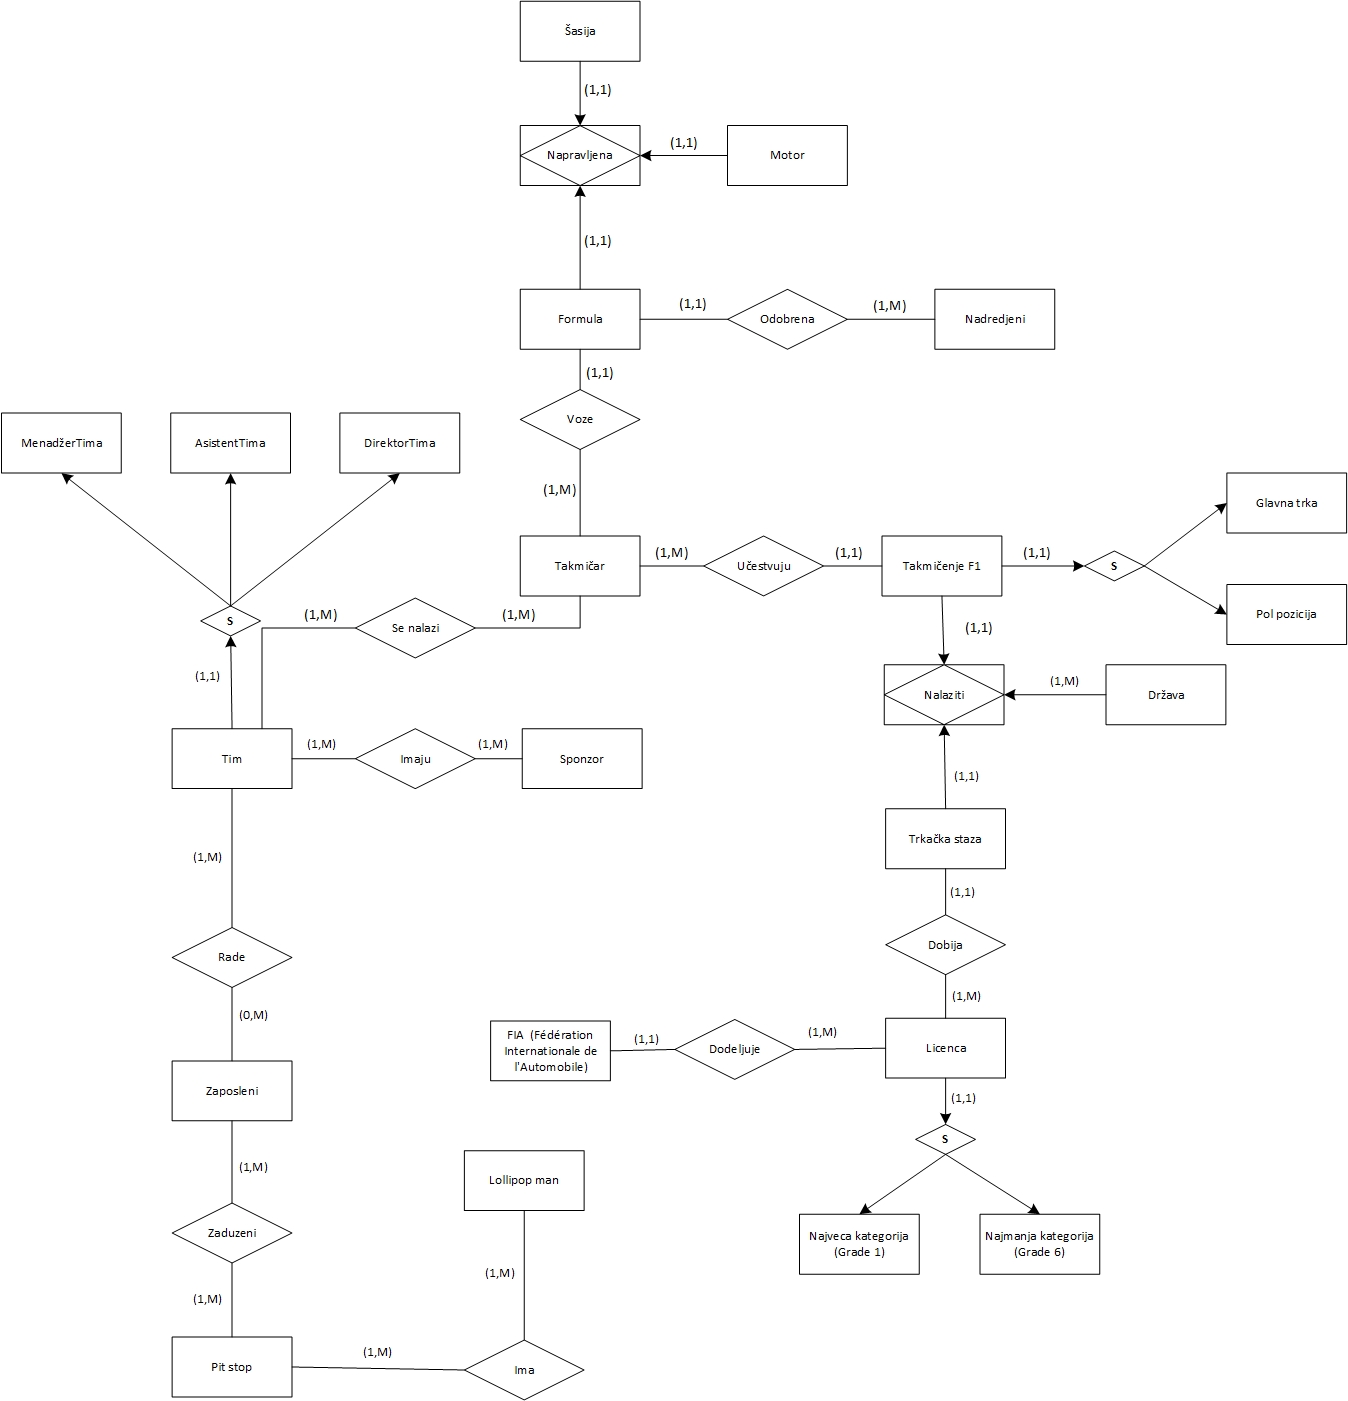 Šasija
(1,1)
Napravljena
(1,1)
Motor
(1,1)
Formula
(1,1)
Odobrena
(1,M)
Nadredjeni
(1,1)
Voze
(1,M)
MenadžerTima
AsistentTima
DirektorTima
Takmičar
(1,M)
Učestvuju
(1,1)
Takmičenje F1
(1,1)
S
Glavna trka
Pol pozicija
S
(1,M)
Se nalazi
(1,M)
(1,1)
(1,1)
Nalaziti
(1,M)
Država
Tim
(1,M)
Imaju
(1,M)
Sponzor
(1,1)
Trkačka staza
(1,M)
(1,1)
Dobija
Rade
(1,M)
(0,M)
FIA (Fédération
Internationale de
l'Automobile)
(1,1)
Dodeljuje
(1,M)
Licenca
Zaposleni
(1,1)
S
(1,M)
Lollipop man
Zaduzeni
Najveca kategorija
(Grade 1)
Najmanja kategorija
(Grade 6)
(1,M)
(1,M)
Pit stop
(1,M)
Ima